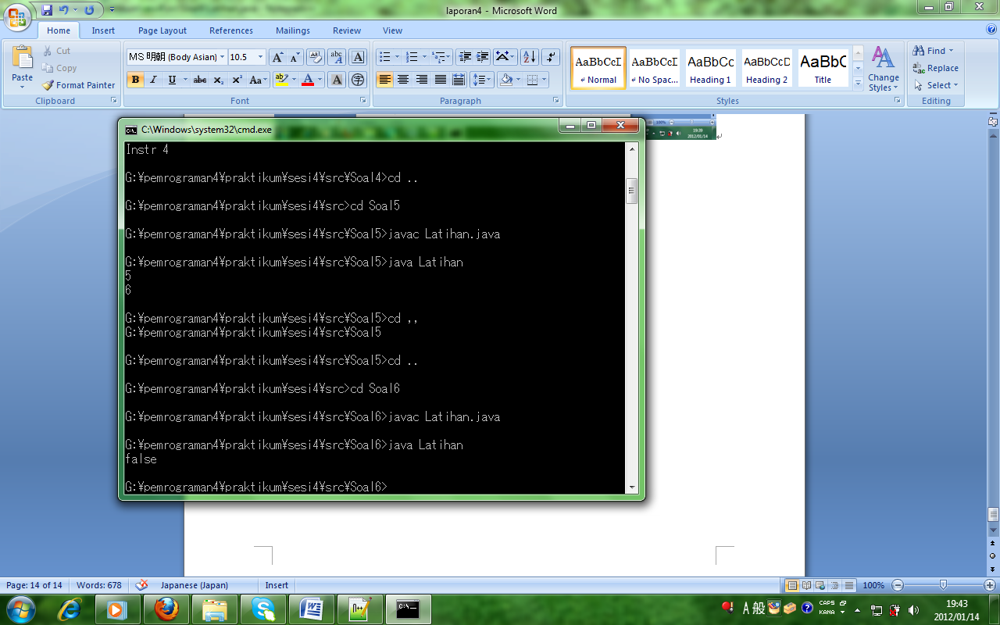 laporan4 - Microsoft Word
Home Insert Page Layout References Mailings Review View
Paste
Cut
Copy
Format Painter
Clipboard
MS 明朝 (Body Asian) 10.5
Font
Paragraph
AaBbCcD AaBbCcD AaBbCc AaBbCcD AaBbC
Normal No Spac... Heading 1 Heading 2 Title
Change Styles
Styles
Find
Replace
Select
Editing
C:\Windows\system32\cmd.exe
Instr 4
G:¥pemrograman4¥praktikum¥sesi4¥src¥Soal4>cd ..
G:¥pemrograman4¥praktikum¥sesi4¥src>cd Soal5
G:¥pemrograman4¥praktikum¥sesi4¥src¥Soal5>javac Latihan.java
G:¥pemrograman4¥praktikum¥sesi4¥src¥Soal5>java Latihan
5
6
G:¥pemrograman4¥praktikum¥sesi4¥src¥Soal5>cd ,,
G:¥pemrograman4¥praktikum¥sesi4¥src¥Soal5
G:¥pemrograman4¥praktikum¥sesi4¥src¥Soal5>cd ..
G:¥pemrograman4¥praktikum¥sesi4¥src>cd Soal6
G:¥pemrograman4¥praktikum¥sesi4¥src¥Soal6>javac Latihan.java
G:¥pemrograman4¥praktikum¥sesi4¥src¥Soal6>java Latihan
false
G:¥pemrograman4¥praktikum¥sesi4¥src¥Soal6>
19:39
2012/01/14
Page: 14 of 14 Words: 678 Japanese (Japan) Insert 100%
A 般 CAPS KANA
19:43
2012/01/14